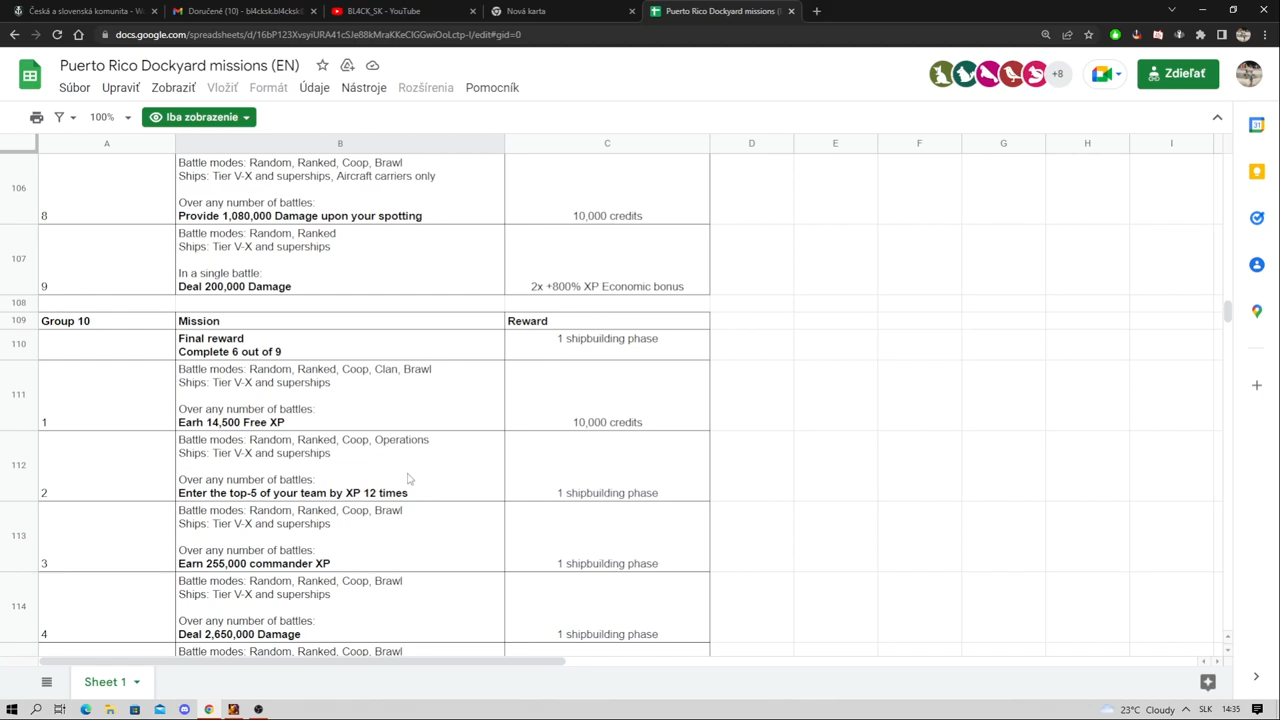 Česká a slovenská komunita - Wo
Doručené (10) - bl4cksk.bl4cksk@
BL4CK_SK - YouTube
Nová karta
Puerto Rico Dockyard missions (E
docs.google.com/spreadsheets/d/16bP123XvsyiURA41cSJe88kMraKKeCIGGwiOoLctp-I/edit#gid=0
Puerto Rico Dockyard missions (EN)
+8
Zdieľať
Súbor Upraviť Zobraziť Vložiť Formát Údaje Nástroje Rozšírenia Pomocník
100%
Iba zobrazenie
A B C D E F G H I
Battle modes: Random, Ranked, Coop, Brawl
Ships: Tier V-X and superships, Aircraft carriers only
106
Over any number of battles:
8 Provide 1,080,000 Damage upon your spotting 10,000 credits
Battle modes: Random, Ranked
Ships: Tier V-X and superships
107
In a single battle:
9 Deal 200,000 Damage 2x +800% XP Economic bonus
108
109 Group 10 Mission Reward
110 Final reward 1 shipbuilding phase
Complete 6 out of 9
Battle modes: Random, Ranked, Coop, Clan, Brawl
Ships: Tier V-X and superships
111
Over any number of battles:
1 Earh 14,500 Free XP 10,000 credits
Battle modes: Random, Ranked, Coop, Operations
Ships: Tier V-X and superships
112
Over any number of battles:
2 Enter the top-5 of your team by XP 12 times 1 shipbuilding phase
Battle modes: Random, Ranked, Coop, Brawl
Ships: Tier V-X and superships
113
Over any number of battles:
3 Earn 255,000 commander XP 1 shipbuilding phase
Battle modes: Random, Ranked, Coop, Brawl
Ships: Tier V-X and superships
114
Over any number of battles:
4 Deal 2,650,000 Damage 1 shipbuilding phase
Battle modes: Random, Ranked, Coop, Brawl
Sheet 1
23°C Cloudy SLK 14:35